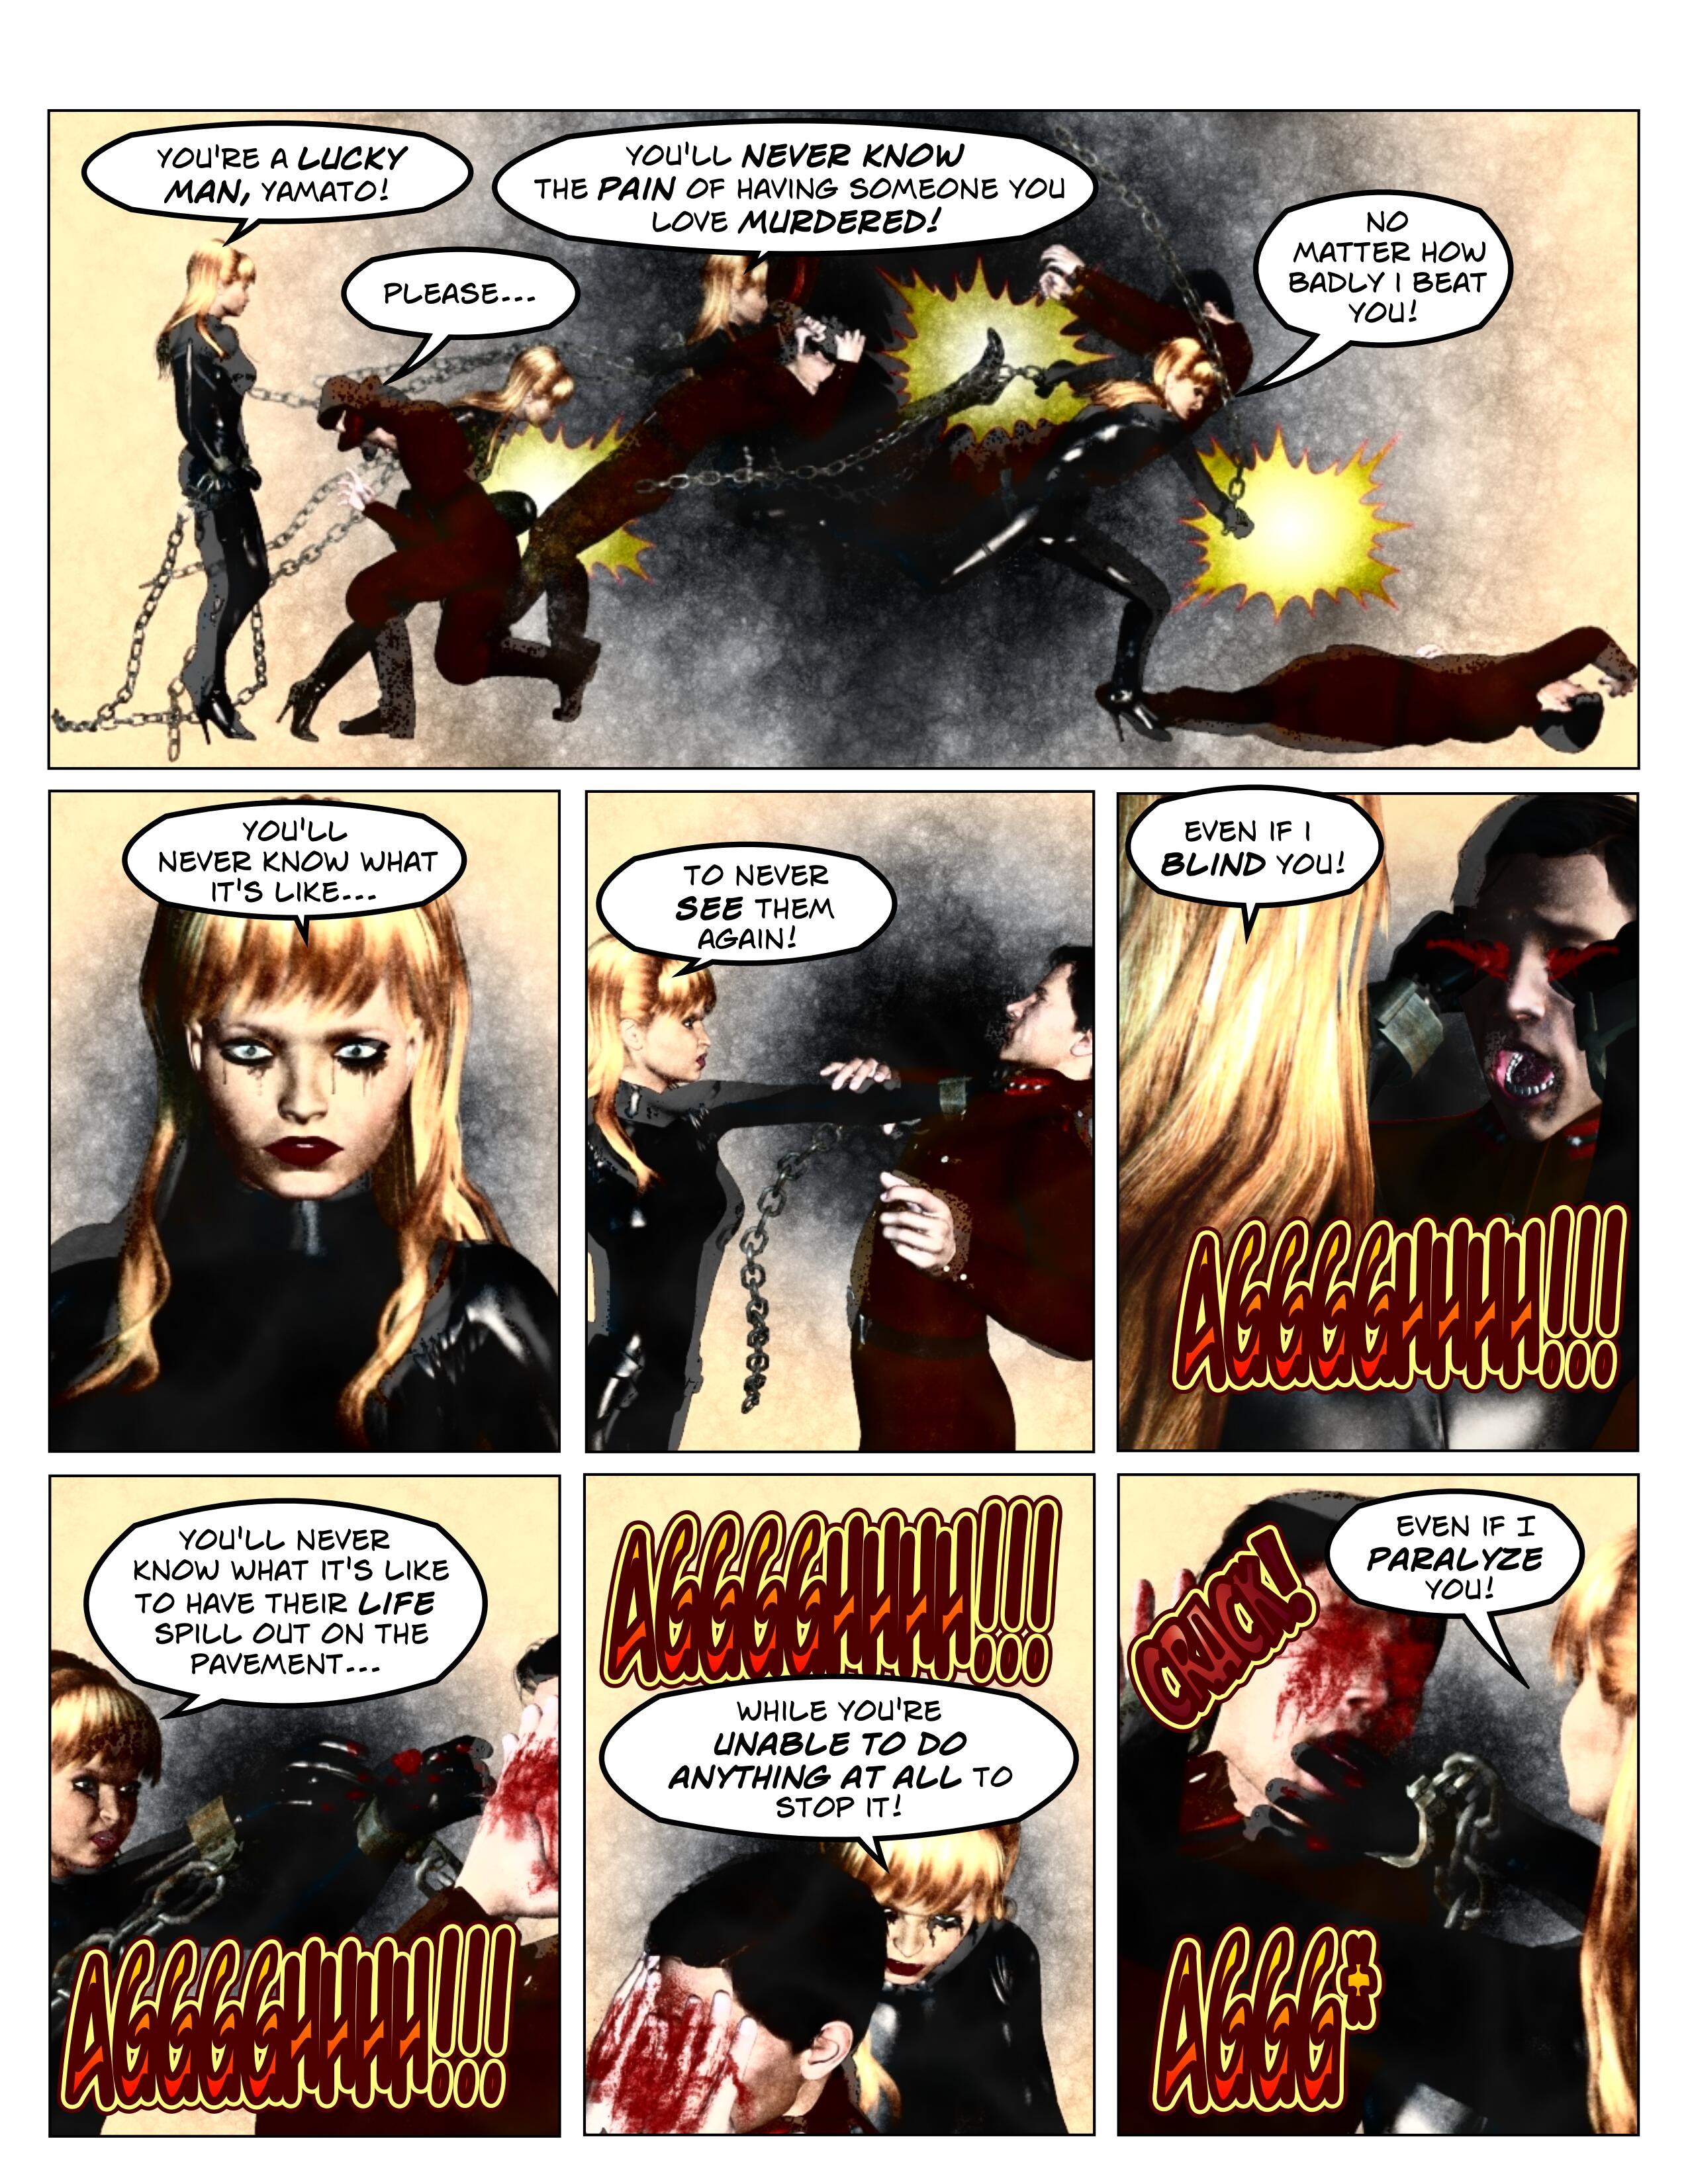 YOU'RE A LUCKY
MAN, YAMATO!
PLEASE...
YOU'LL NEVER KNOW
THE PAIN OF HAVING SOMEONE YOU
LOVE MURDERED!
NO
MATTER HOW
BADLY I BEAT
YOU!
YOU'LL
NEVER KNOW WHAT
IT'S LIKE...
TO NEVER
SEE THEM
AGAIN!
EVEN IF I
BLIND YOU!
AGGGGHHHH!!!
YOU'LL NEVER
KNOW WHAT IT'S LIKE
TO HAVE THEIR LIFE
SPILL OUT ON THE
PAVEMENT...
AGGGGHHHH!!!
AGGGGHHHH!!!
WHILE YOU'RE
UNABLE TO DO
ANYTHING AT ALL TO
STOP IT!
CRACK!
EVEN IF I
PARALYZE
YOU!
AGGG*